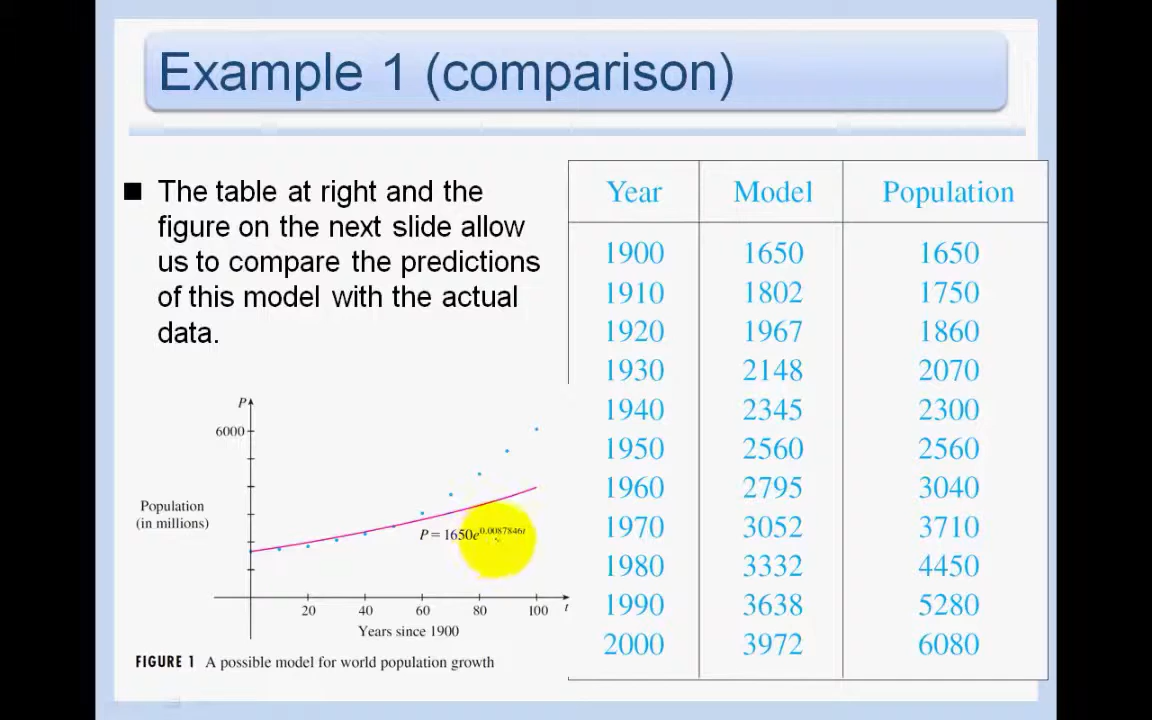 Example 1 (comparison)
■ The table at right and the
figure on the next slide allow
us to compare the predictions
of this model with the actual
data.
P
6000
Population
(in millions)
P = 1650e^0.0087846t
20 40 60 80 100 t
Years since 1900
FIGURE 1 A possible model for world population growth
Year Model Population
1900 1650 1650
1910 1802 1750
1920 1967 1860
1930 2148 2070
1940 2345 2300
1950 2560 2560
1960 2795 3040
1970 3052 3710
1980 3332 4450
1990 3638 5280
2000 3972 6080